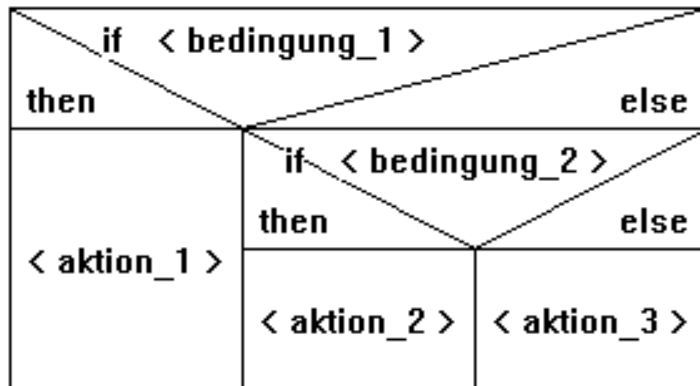 if < bedingung_1 >
then else
if < bedingung_2 >
then else
< aktion_1 >
< aktion_2 > < aktion_3 >